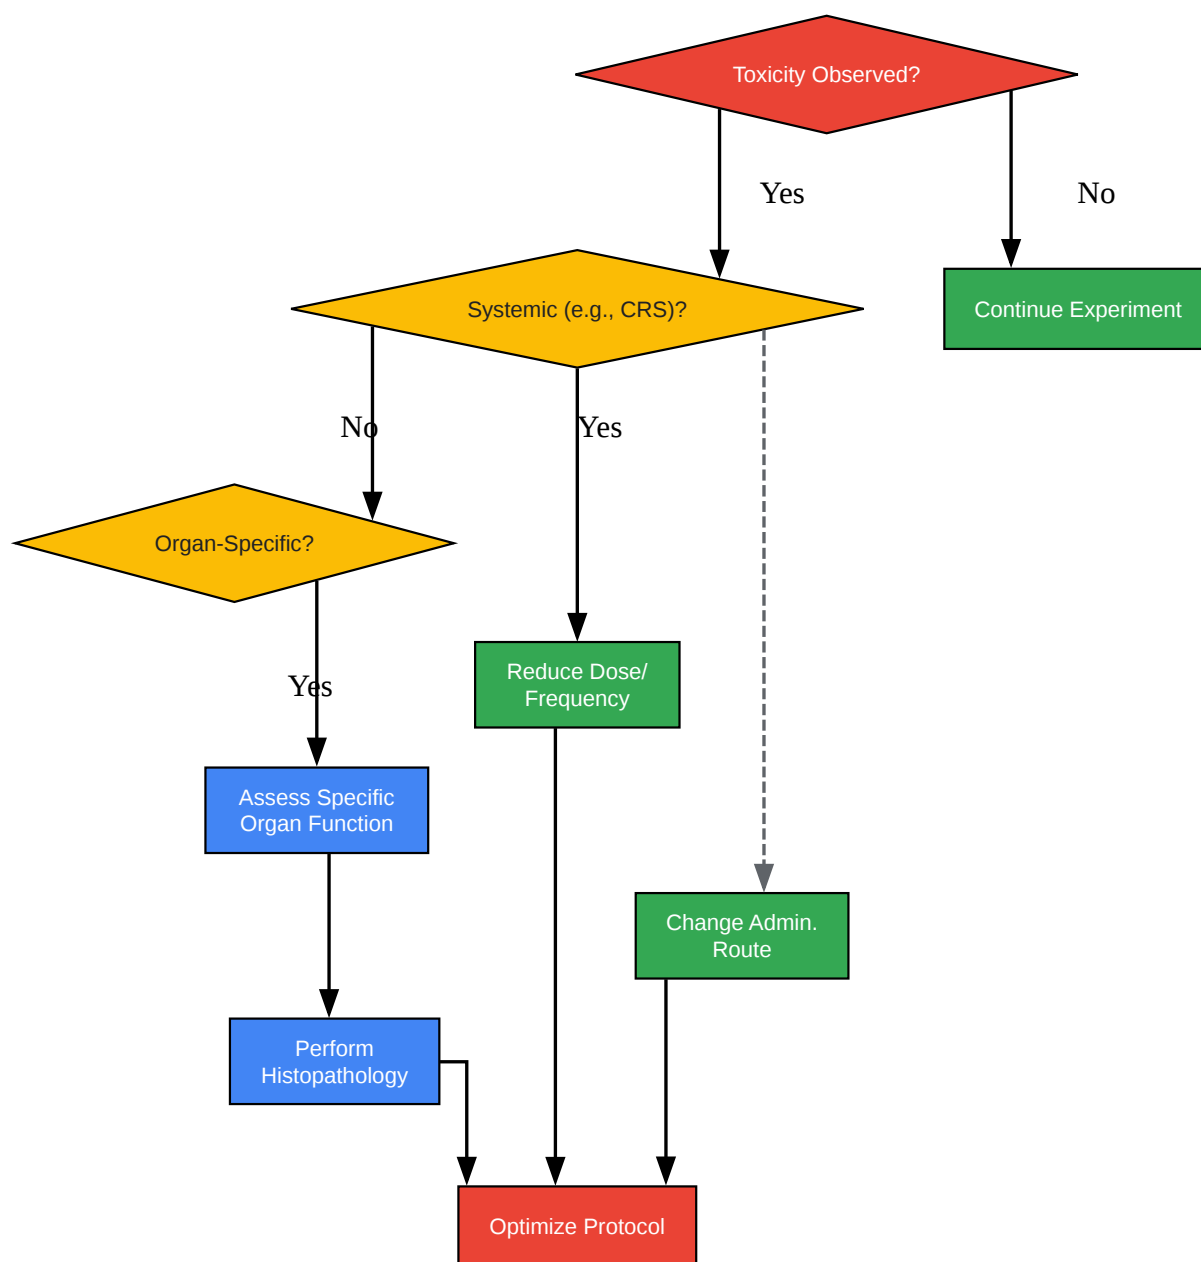 Toxicity Observed?
Yes
No
Systemic (e.g., CRS)?
Continue Experiment
No
Yes
Organ-Specific?
Reduce Dose/
Frequency
Yes
Assess Specific
Organ Function
Change Admin.
Route
Perform
Histopathology
Optimize Protocol